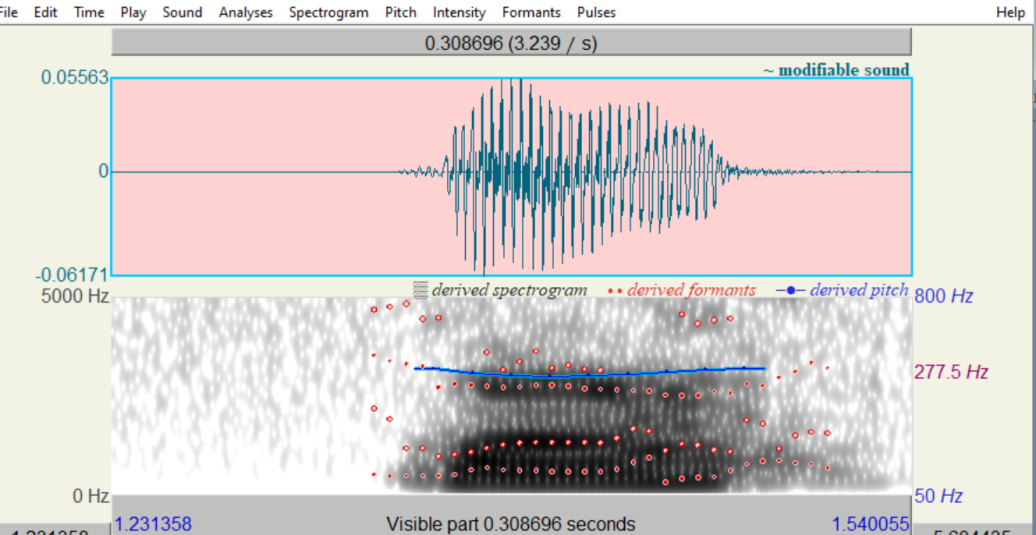 File Edit Time Play Sound Analyses Spectrogram Pitch Intensity Formants Pulses Help
0.308696 (3.239 / s)
~ modifiable sound
0.05563
0
-0.06171
derived spectrogram •• derived formants derived pitch
5000 Hz
800 Hz
277.5 Hz
0 Hz
50 Hz
1.231358 Visible part 0.308696 seconds 1.540055